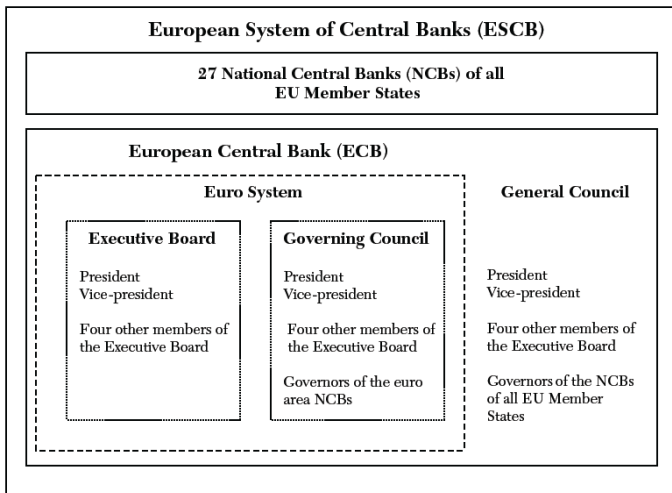 European System of Central Banks (ESCB)
27 National Central Banks (NCBs) of all
EU Member States
European Central Bank (ECB)
Euro System
General Council
Executive Board
President
Vice-president
Four other members of
the Executive Board
Governing Council
President
Vice-president
Four other members of
the Executive Board
Governors of the euro
area NCBs
President
Vice-president
Four other members of
the Executive Board
Governors of the NCBs
of all EU Member
States